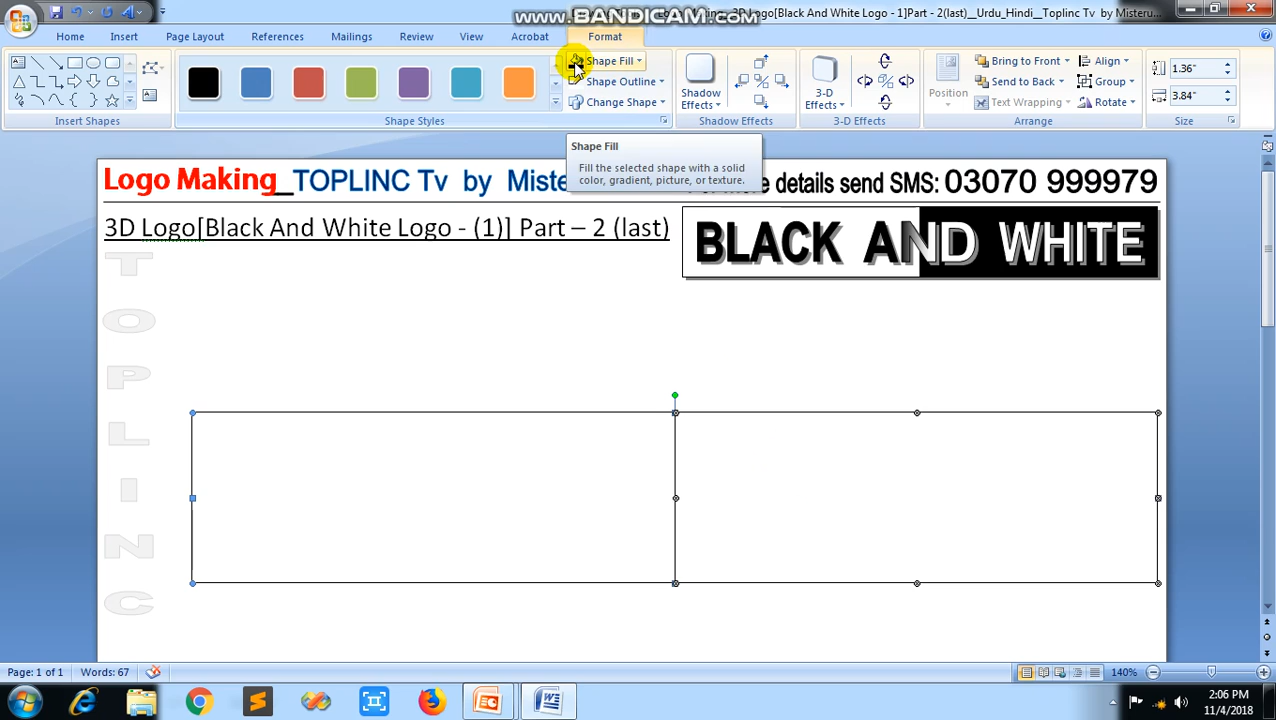 www.BANDICAM.com
3D Logo[Black And White Logo - 1]Part - 2(last)__Urdu_Hindi__Toplinc Tv by Misteru...
Home Insert Page Layout References Mailings Review View Acrobat Format
Shape Fill
Shape Outline
Change Shape
Shadow Effects
3-D Effects
Position
Bring to Front
Send to Back
Text Wrapping
Align
Group
Rotate
1.36"
3.84"
Insert Shapes Shape Styles Shadow Effects 3-D Effects Arrange Size
Shape Fill
Fill the selected shape with a solid
color, gradient, picture, or texture.
Logo Making_TOPLINC Tv by Miste
more details send SMS: 03070 999979
3D Logo[Black And White Logo - (1)] Part – 2 (last)
BLACK AND WHITE
T
O
P
L
I
N
C
Page: 1 of 1 Words: 67 140%
2:06 PM
11/4/2018